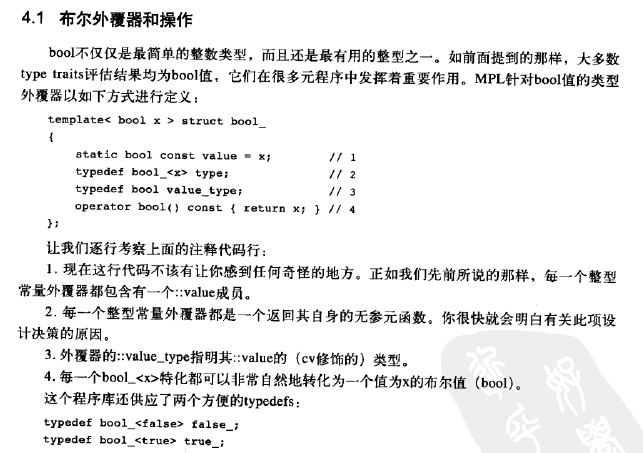 4.1 布尔外覆器和操作
bool不仅仅是最简单的整数类型，而且还是最有用的整型之一。如前面提到的那样，大多数
type traits评估结果均为bool值，它们在很多元程序中发挥着重要作用。MPL针对bool值的类型
外覆器以如下方式进行定义：
template< bool x > struct bool_
{
static bool const value = x; // 1
typedef bool_<x> type; // 2
typedef bool value_type; // 3
operator bool() const { return x; } // 4
};
让我们逐行考察上面的注释代码行：
1. 现在这行代码不该有让你感到任何奇怪的地方。正如我们先前所说的那样，每一个整型
常量外覆器都包含有一个::value成员。
2. 每一个整型常量外覆器都是一个返回其自身的无参元函数。你很快就会明白有关此项设
计决策的原因。
3. 外覆器的::value_type指明其::value的（cv修饰的）类型。
4. 每一个bool_<x>特化都可以非常自然地转化为一个值为x的布尔值（bool）。
这个程序库还供应了两个方便的typedefs：
typedef bool_<false> false_;
typedef bool_<true> true_;